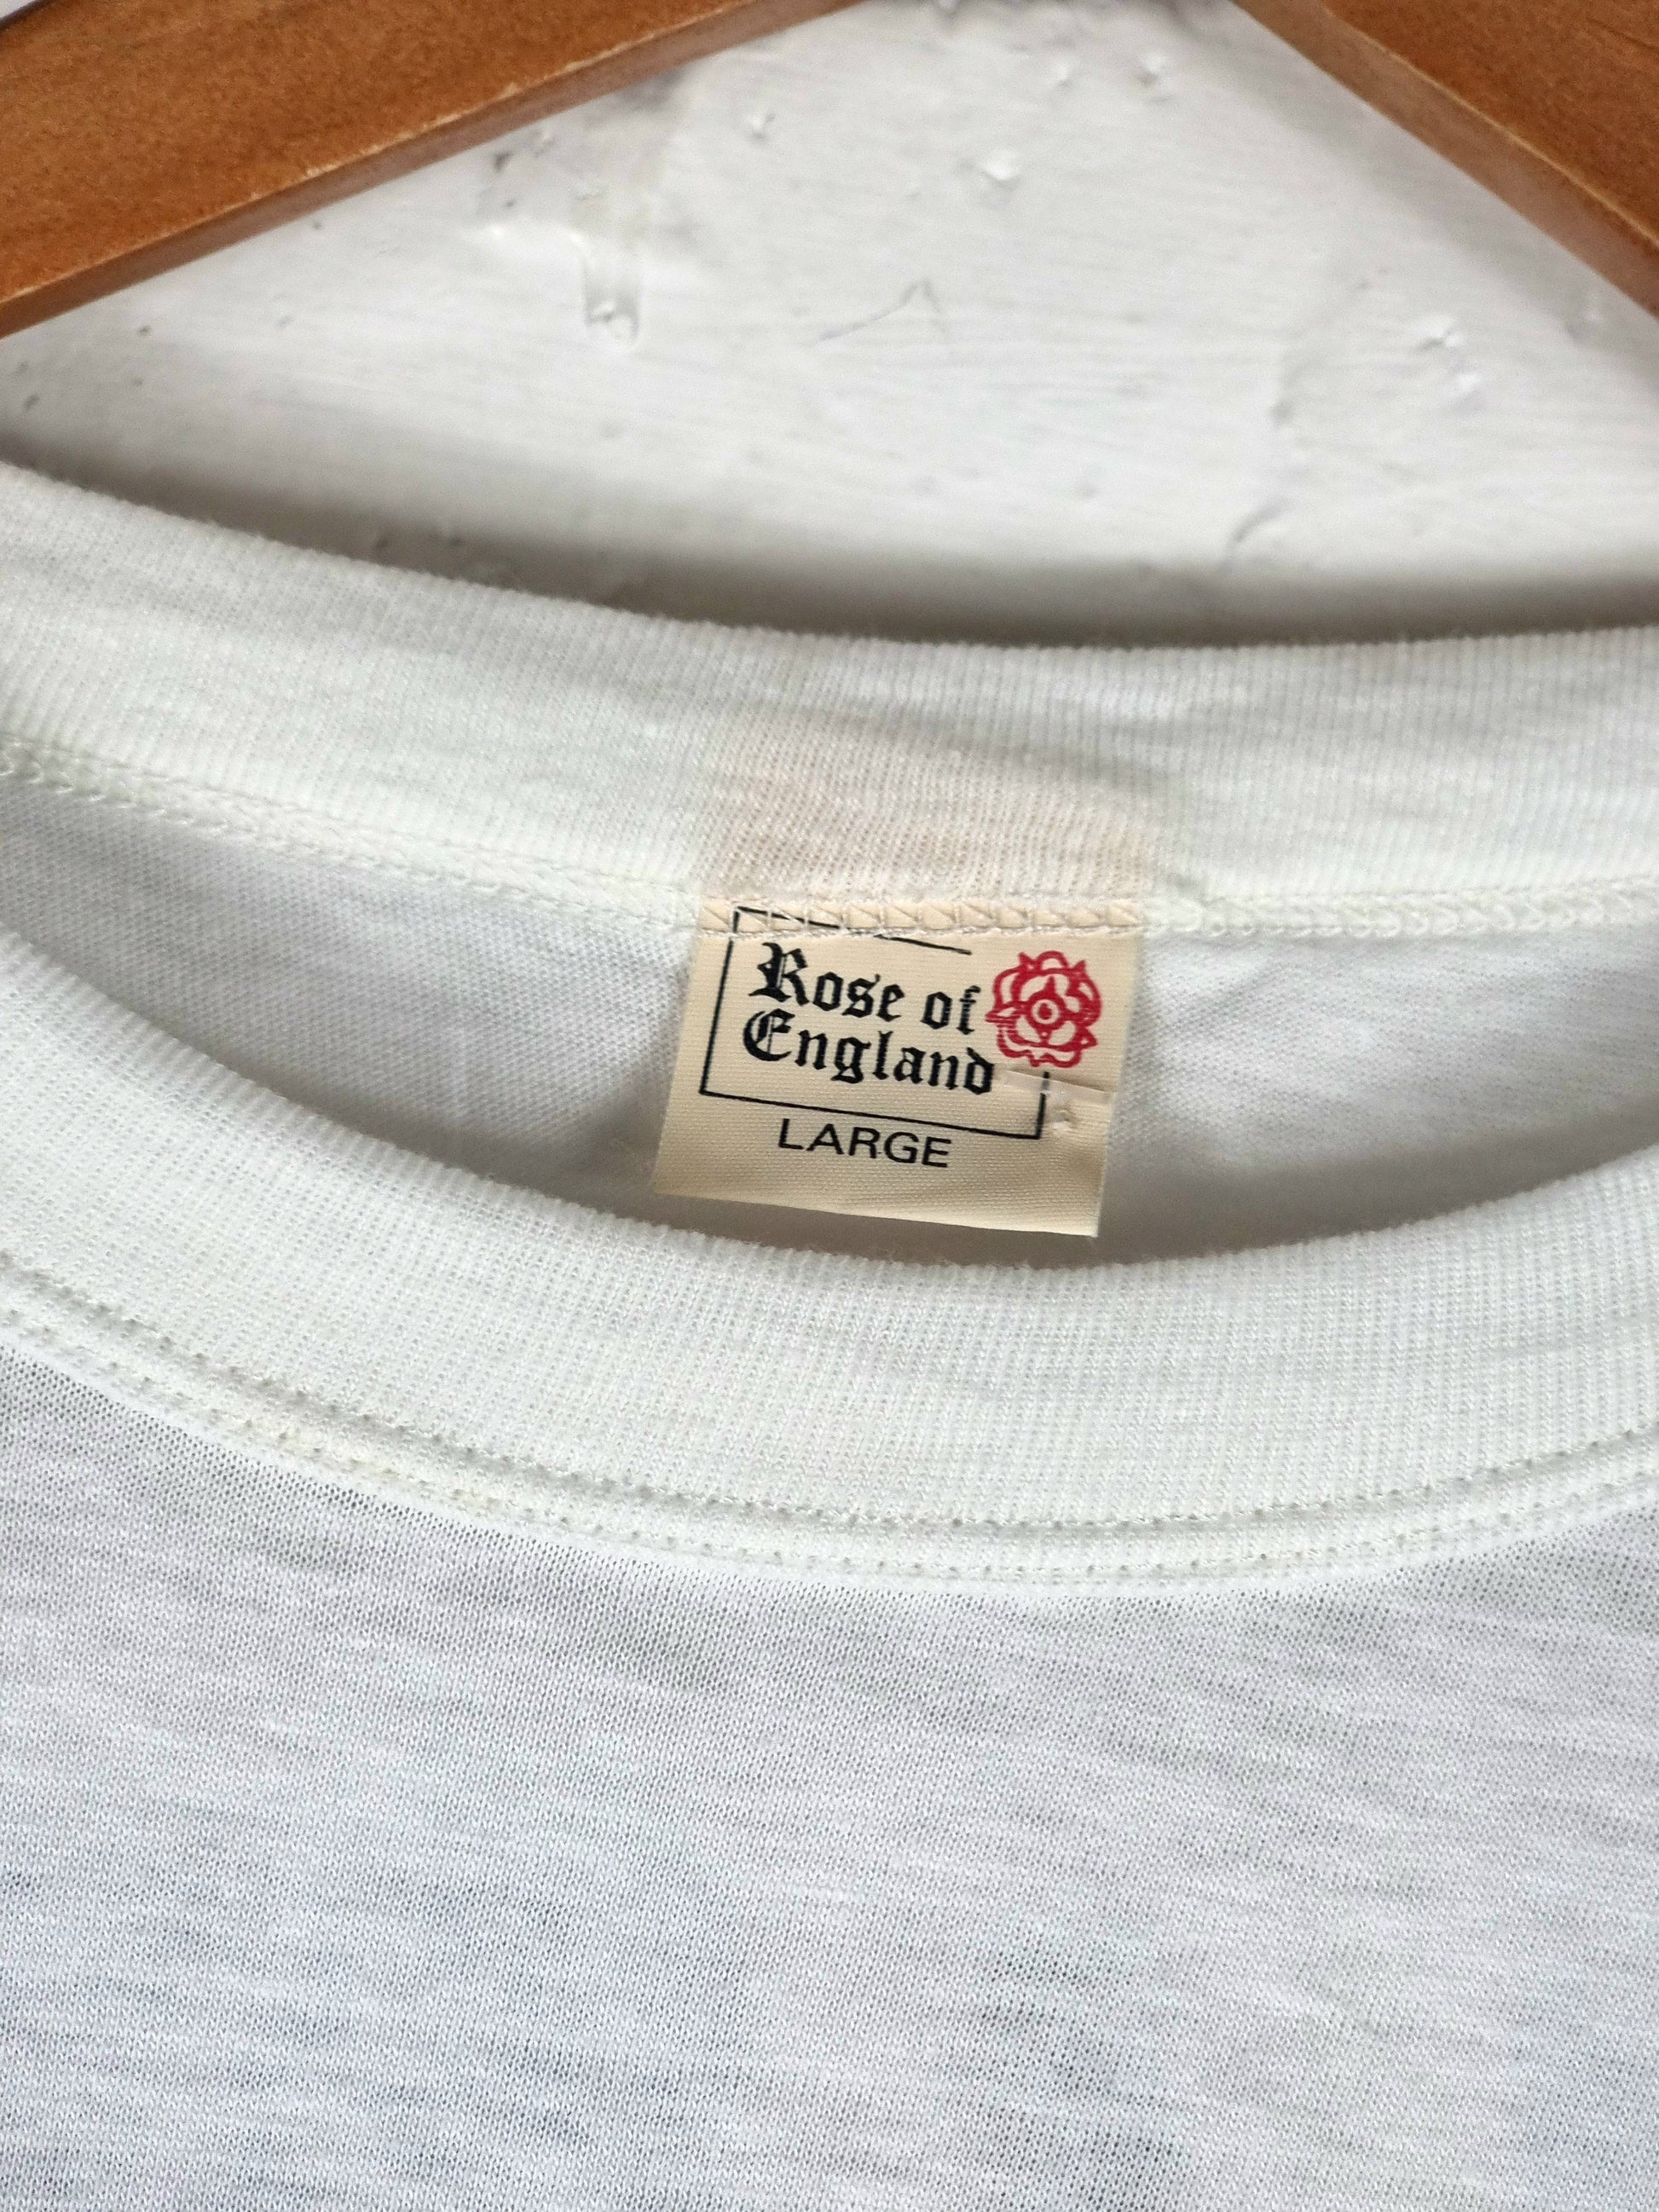 Rose of
England
LARGE